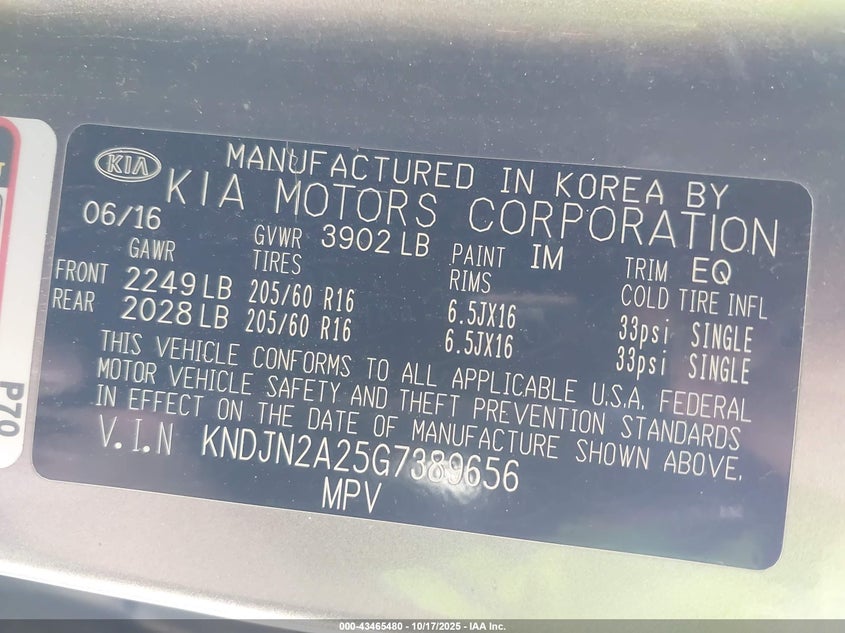 KIA
MANUFACTURED IN KOREA BY
KIA MOTORS CORPORATION
06/16
GAWR
GVWR 3902 LB
PAINT IM
TRIM EQ
TIRES
RIMS
COLD TIRE INFL
FRONT 2249 LB 205/60 R16 6.5JX16 33psi SINGLE
REAR 2028 LB 205/60 R16 6.5JX16 33psi SINGLE
THIS VEHICLE CONFORMS TO ALL APPLICABLE U.S.A. FEDERAL
MOTOR VEHICLE SAFETY AND THEFT PREVENTION STANDARDS
IN EFFECT ON THE DATE OF MANUFACTURE SHOWN ABOVE.
V.I.N KNDJN2A25G7389656
MPV
P70
000-43465480 - 10/17/2025 - IAA Inc.